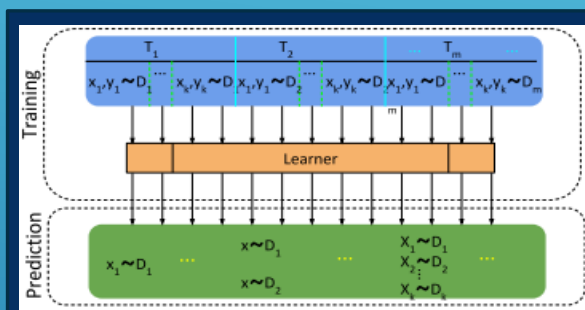 Training
T1 T2 ... Tm ...
x1,y1~D1 ... xk,yk~D x1,y1~D2 ... xk,yk~D x1,y1~D ... xk,yk~Dm
m
Learner
Prediction
x1~D1 ... x~D1 ... X1~D1 ...
X2~D2
⋮
x~D2 Xk~Dk